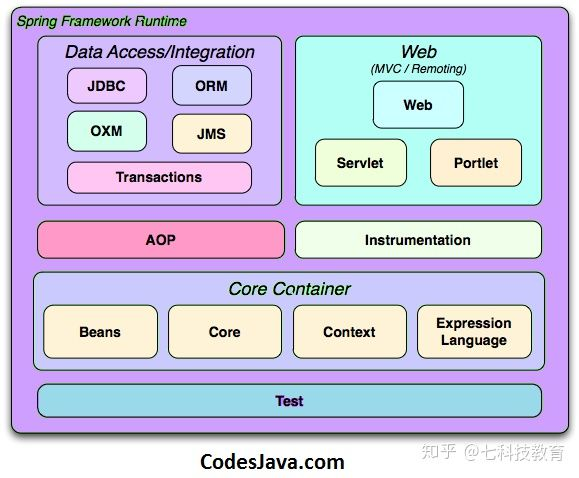 Spring Framework Runtime
Data Access/Integration
JDBC
ORM
OXM
JMS
Transactions
Web
(MVC / Remoting)
Web
Servlet
Portlet
AOP
Instrumentation
Core Container
Beans
Core
Context
Expression
Language
Test
知乎 @七科技教育
CodesJava.com